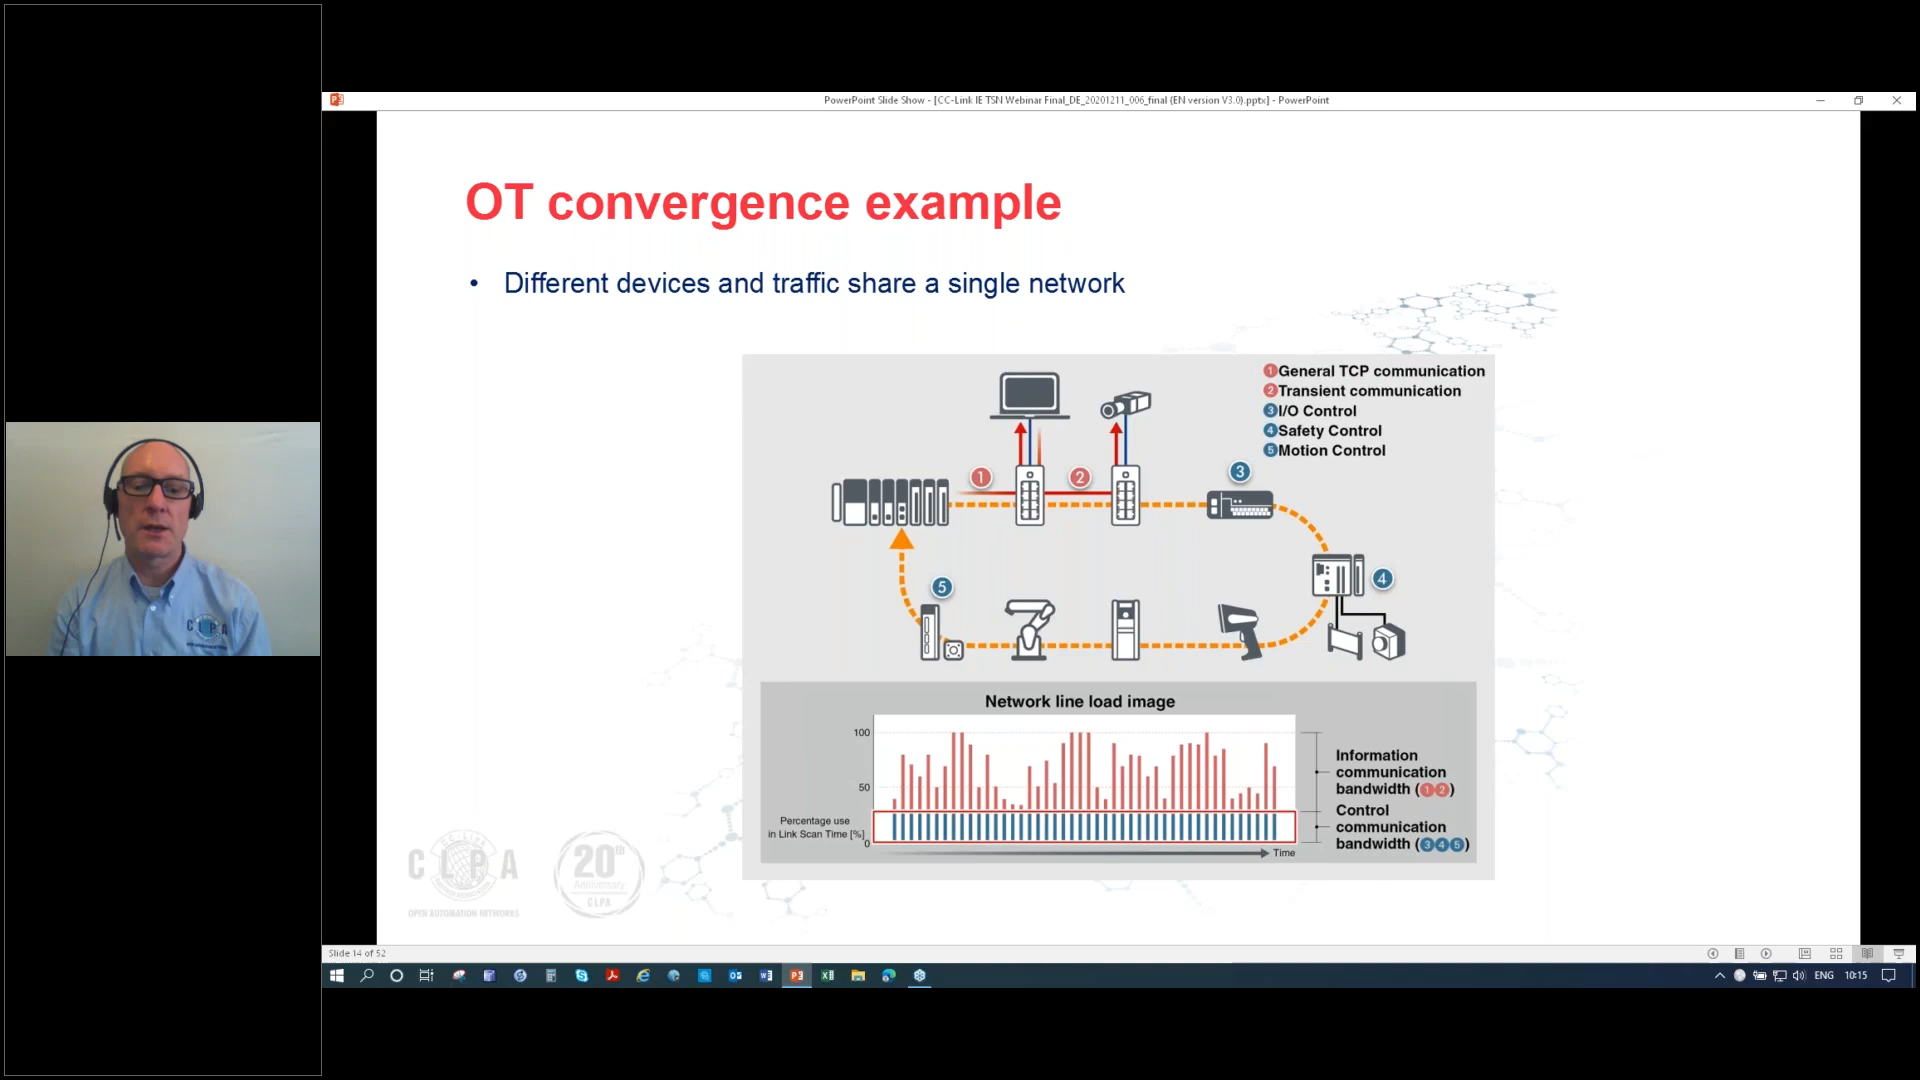 PowerPoint Slide Show - [CC-Link IE TSN Webinar Final_DE_20201211_006_final (EN version V3.0).pptx] - PowerPoint
OT convergence example
• Different devices and traffic share a single network
1 General TCP communication
2 Transient communication
3 I/O Control
4 Safety Control
5 Motion Control
1
2
3
4
5
Network line load image
100
50
0
Percentage use
in Link Scan Time [%]
Time
Information
communication
bandwidth (1 2)
Control
communication
bandwidth (3 4 5)
CC-LINK
CLPA
OPEN AUTOMATION NETWORKS
20th
Anniversary
CLPA
CLPA
Slide 14 of 52
ENG
10:15